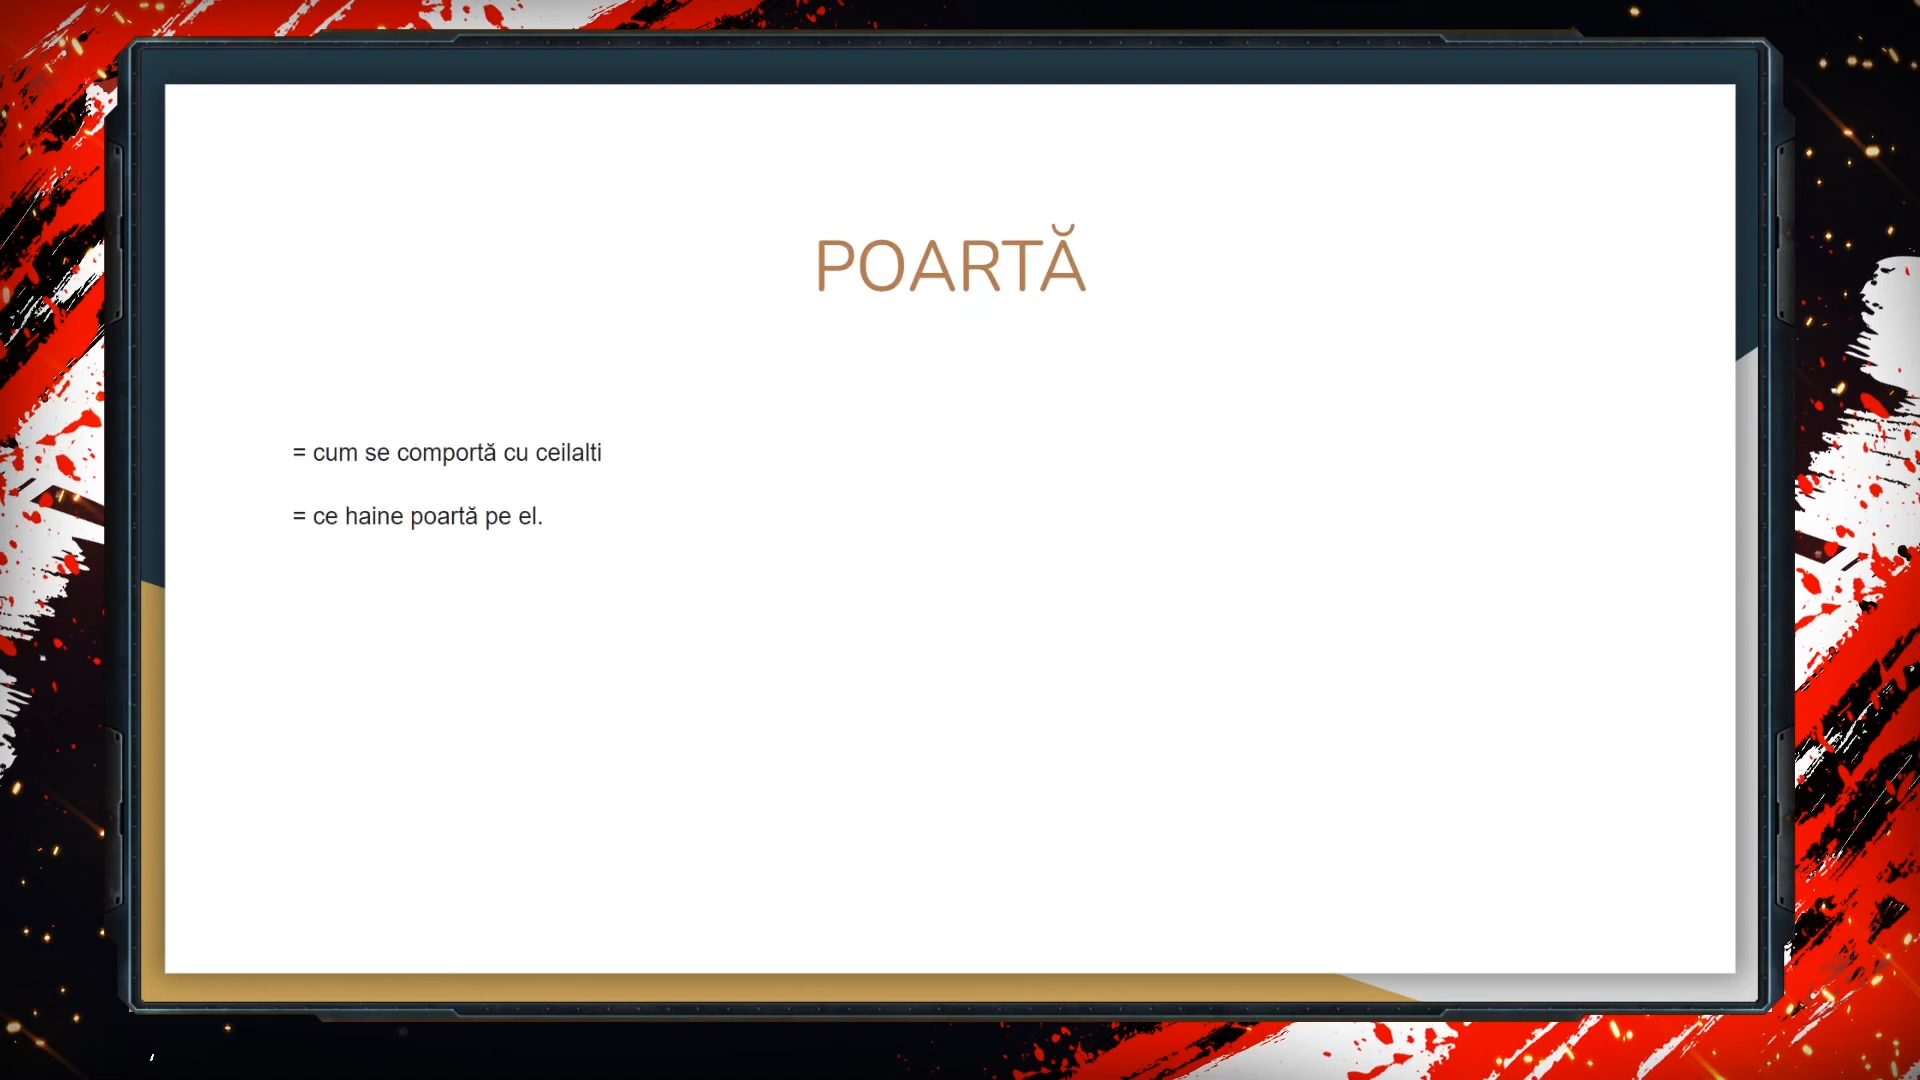 POARTĂ
= cum se comportă cu ceilalti
= ce haine poartă pe el.